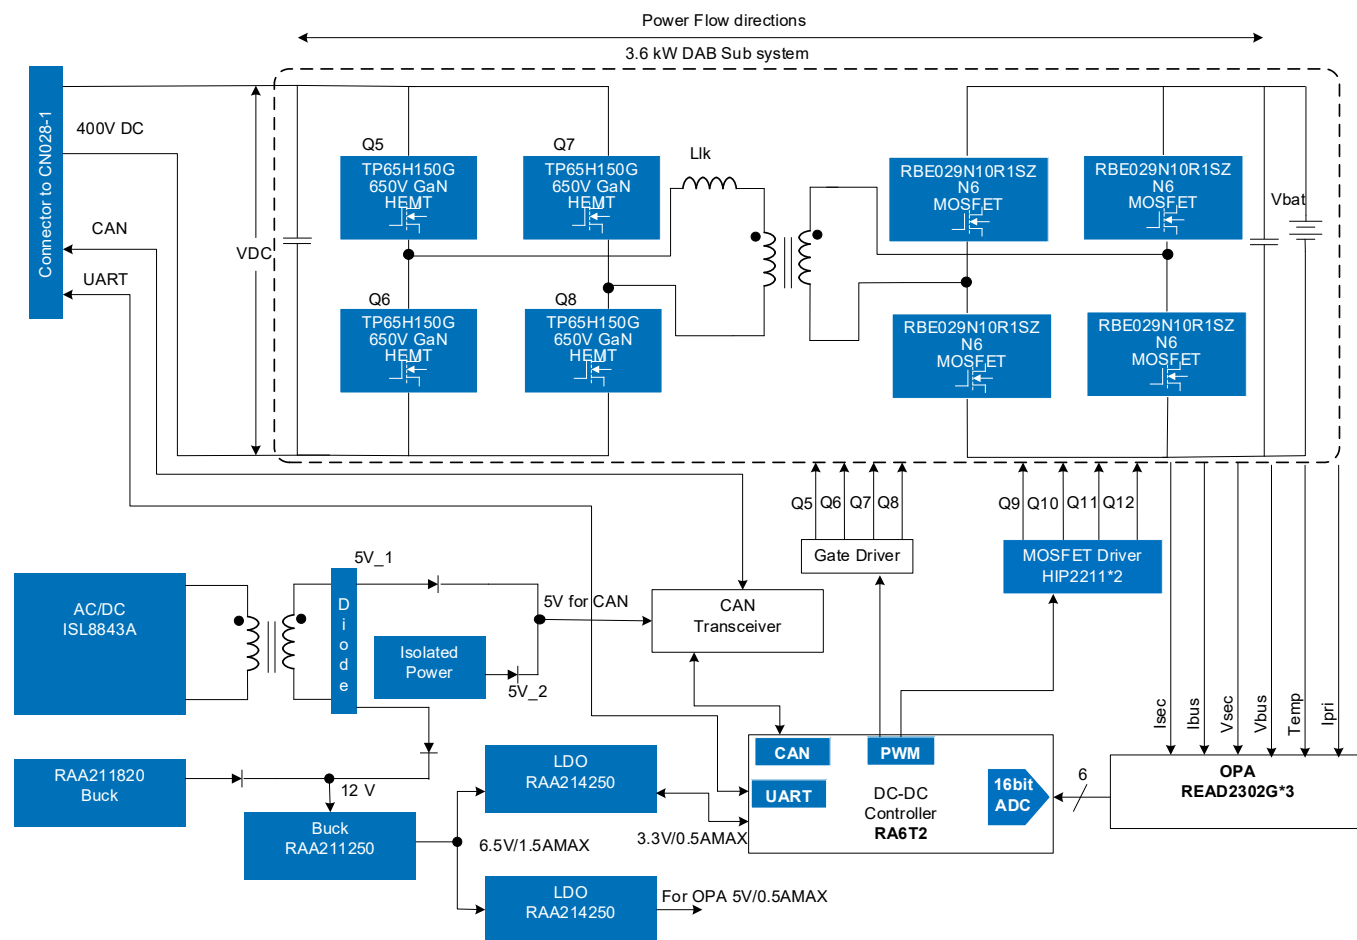 Power Flow directions
3.6 kW DAB Sub system
Connector to CN028-1
400V DC
CAN
UART
VDC
Q5
TP65H150G
650V GaN
HEMT
Q7
TP65H150G
650V GaN
HEMT
Q6
TP65H150G
650V GaN
HEMT
Q8
TP65H150G
650V GaN
HEMT
Llk
RBE029N10R1SZ
N6
MOSFET
RBE029N10R1SZ
N6
MOSFET
RBE029N10R1SZ
N6
MOSFET
RBE029N10R1SZ
N6
MOSFET
Vbat
Q5 Q6 Q7 Q8
Gate Driver
Q9 Q10 Q11 Q12
MOSFET Driver
HIP2211*2
Isec
Ibus
Vsec
Vbus
Temp
Ipri
AC/DC
ISL8843A
Diode
5V_1
5V for CAN
Isolated
Power
5V_2
CAN
Transceiver
RAA211820
Buck
12 V
Buck
RAA211250
6.5V/1.5AMAX
LDO
RAA214250
3.3V/0.5AMAX
LDO
RAA214250
For OPA 5V/0.5AMAX
CAN
PWM
UART
DC-DC
Controller
RA6T2
16bit
ADC
6
OPA
READ2302G*3